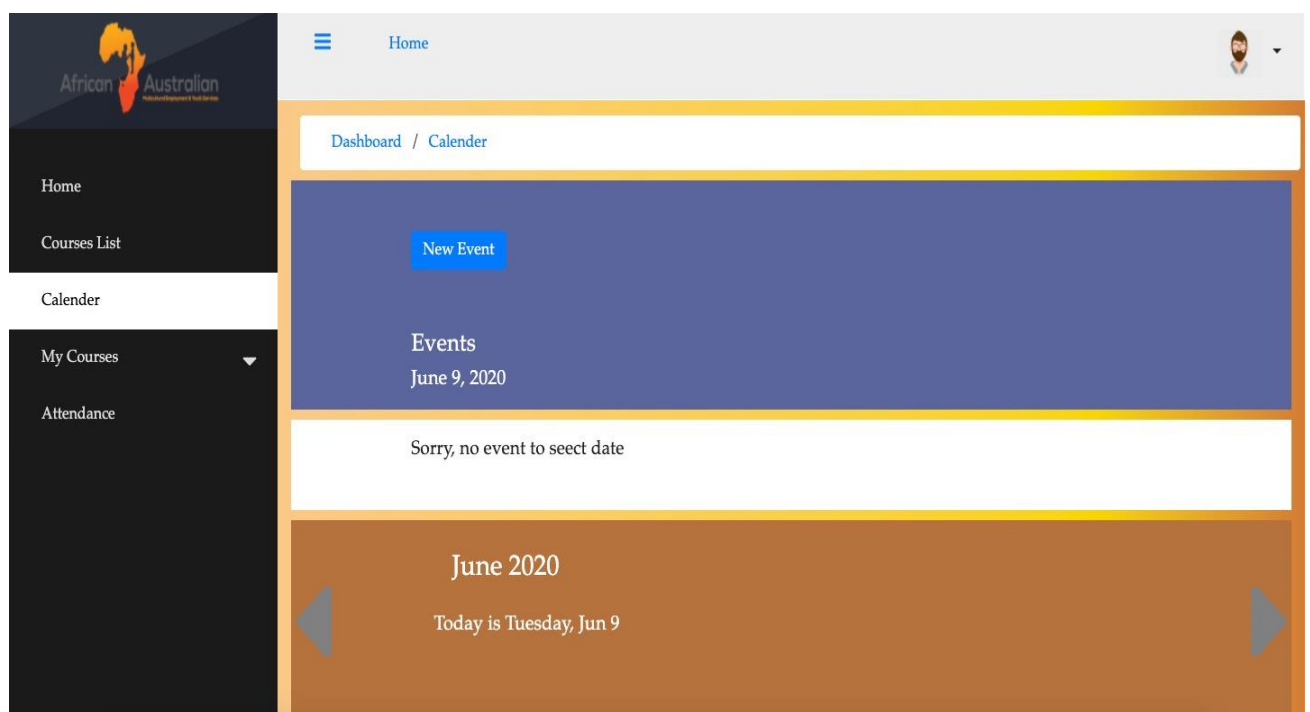 African Australian
Home
Home
Courses List
Calender
My Courses
Attendance
Dashboard / Calender
New Event
Events
June 9, 2020
Sorry, no event to seect date
June 2020
Today is Tuesday, Jun 9